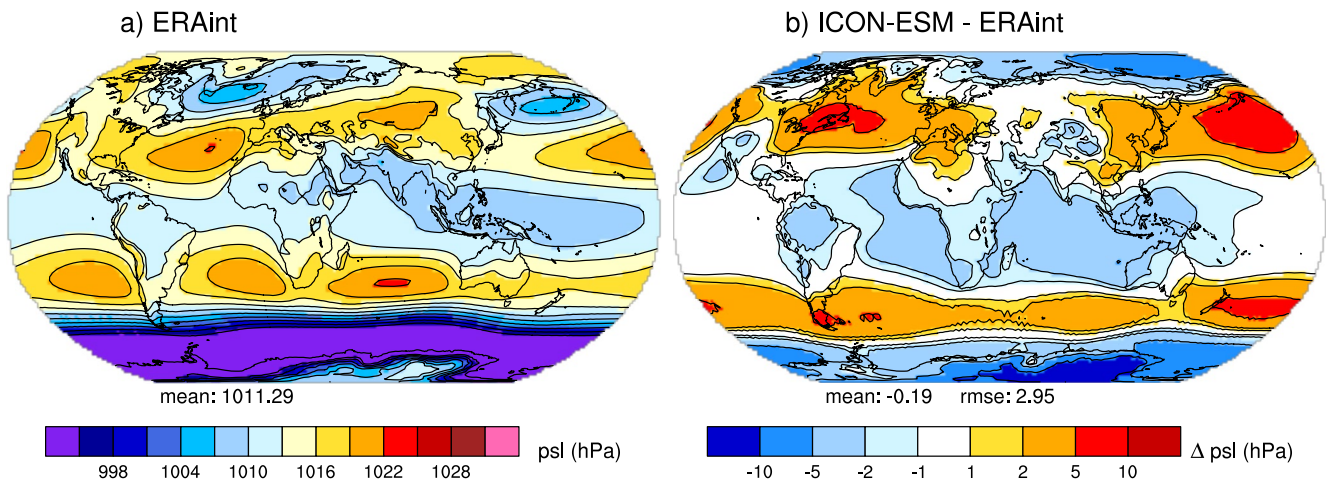 a) ERAint
b) ICON-ESM - ERAint
mean: 1011.29
mean: -0.19 rmse: 2.95
998 1004 1010 1016 1022 1028
psl (hPa)
-10 -5 -2 -1 1 2 5 10
Δ psl (hPa)